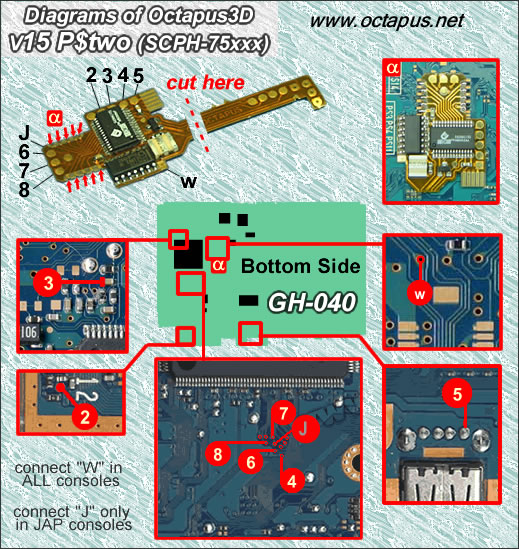 Diagrams of Octapus3D
www.octapus.net
v15 P$two (SCPH-75xxx)
2 3 4 5
cut here
α
α
J
6
7
8
w
3
α
Bottom Side
GH-040
w
106
2
12
7
J
8
6
4
5
connect "W" in
ALL consoles
connect "J" only
in JAP consoles